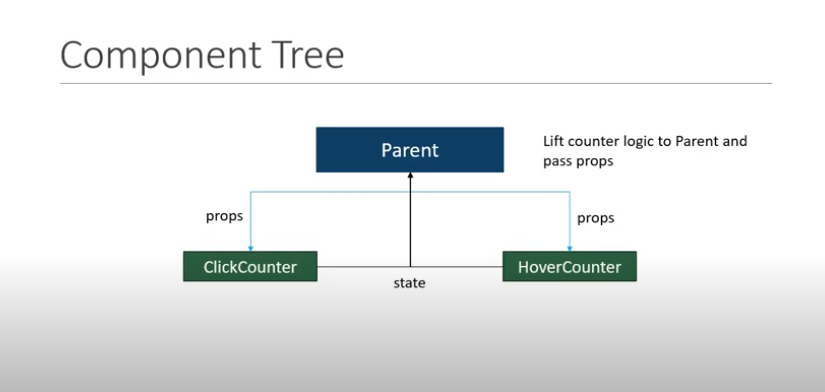 Component Tree
Parent
Lift counter logic to Parent and
pass props
props
props
ClickCounter
HoverCounter
state